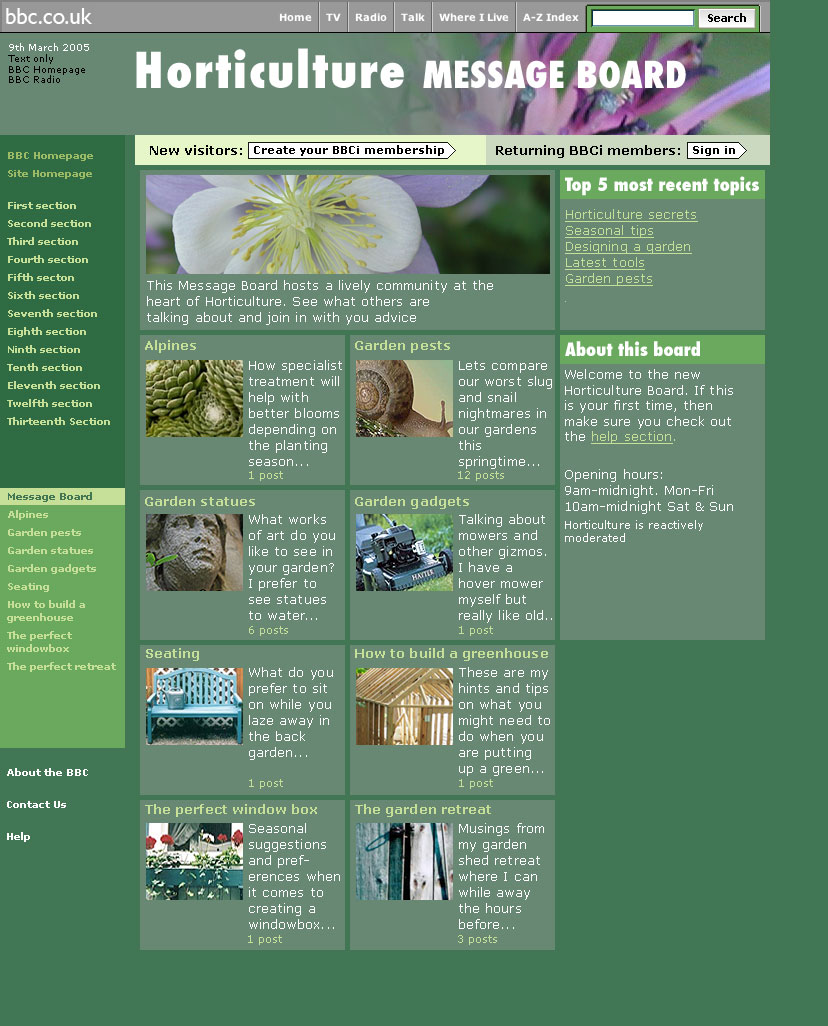 bbc.co.uk
Home
TV
Radio
Talk
Where I Live
A-Z Index
Search
9th March 2005
Text only
BBC Homepage
BBC Radio
Horticulture MESSAGE BOARD
New visitors: Create your BBCi membership
Returning BBCi members: Sign in
BBC Homepage
Site Homepage
First section
Second section
Third section
Fourth section
Fifth secton
Sixth section
Seventh section
Eighth section
Ninth section
Tenth section
Eleventh section
Twelfth section
Thirteenth Section
Message Board
Alpines
Garden pests
Garden statues
Garden gadgets
Seating
How to build a
greenhouse
The perfect
windowbox
The perfect retreat
About the BBC
Contact Us
Help
This Message Board hosts a lively community at the
heart of Horticulture. See what others are
talking about and join in with you advice
Alpines
How specialist
treatment will
help with
better blooms
depending on
the planting
season...
1 post
Garden pests
Lets compare
our worst slug
and snail
nightmares in
our gardens
this
springtime...
12 posts
Garden statues
What works
of art do you
like to see in
your garden?
I prefer to
see statues
to water...
6 posts
Garden gadgets
Talking about
mowers and
other gizmos.
I have a
hover mower
myself but
really like old..
1 post
HAYTER
Seating
What do you
prefer to sit
on while you
laze away in
the back
garden...
1 post
How to build a greenhouse
These are my
hints and tips
on what you
might need to
do when you
are putting
up a green...
1 post
The perfect window box
Seasonal
suggestions
and pref-
erences when
it comes to
creating a
windowbox...
1 post
The garden retreat
Musings from
my garden
shed retreat
where I can
while away
the hours
before...
3 posts
Top 5 most recent topics
Horticulture secrets
Seasonal tips
Designing a garden
Latest tools
Garden pests
.
About this board
Welcome to the new
Horticulture Board. If this
is your first time, then
make sure you check out
the help section.
Opening hours:
9am-midnight. Mon-Fri
10am-midnight Sat & Sun
Horticulture is reactively
moderated